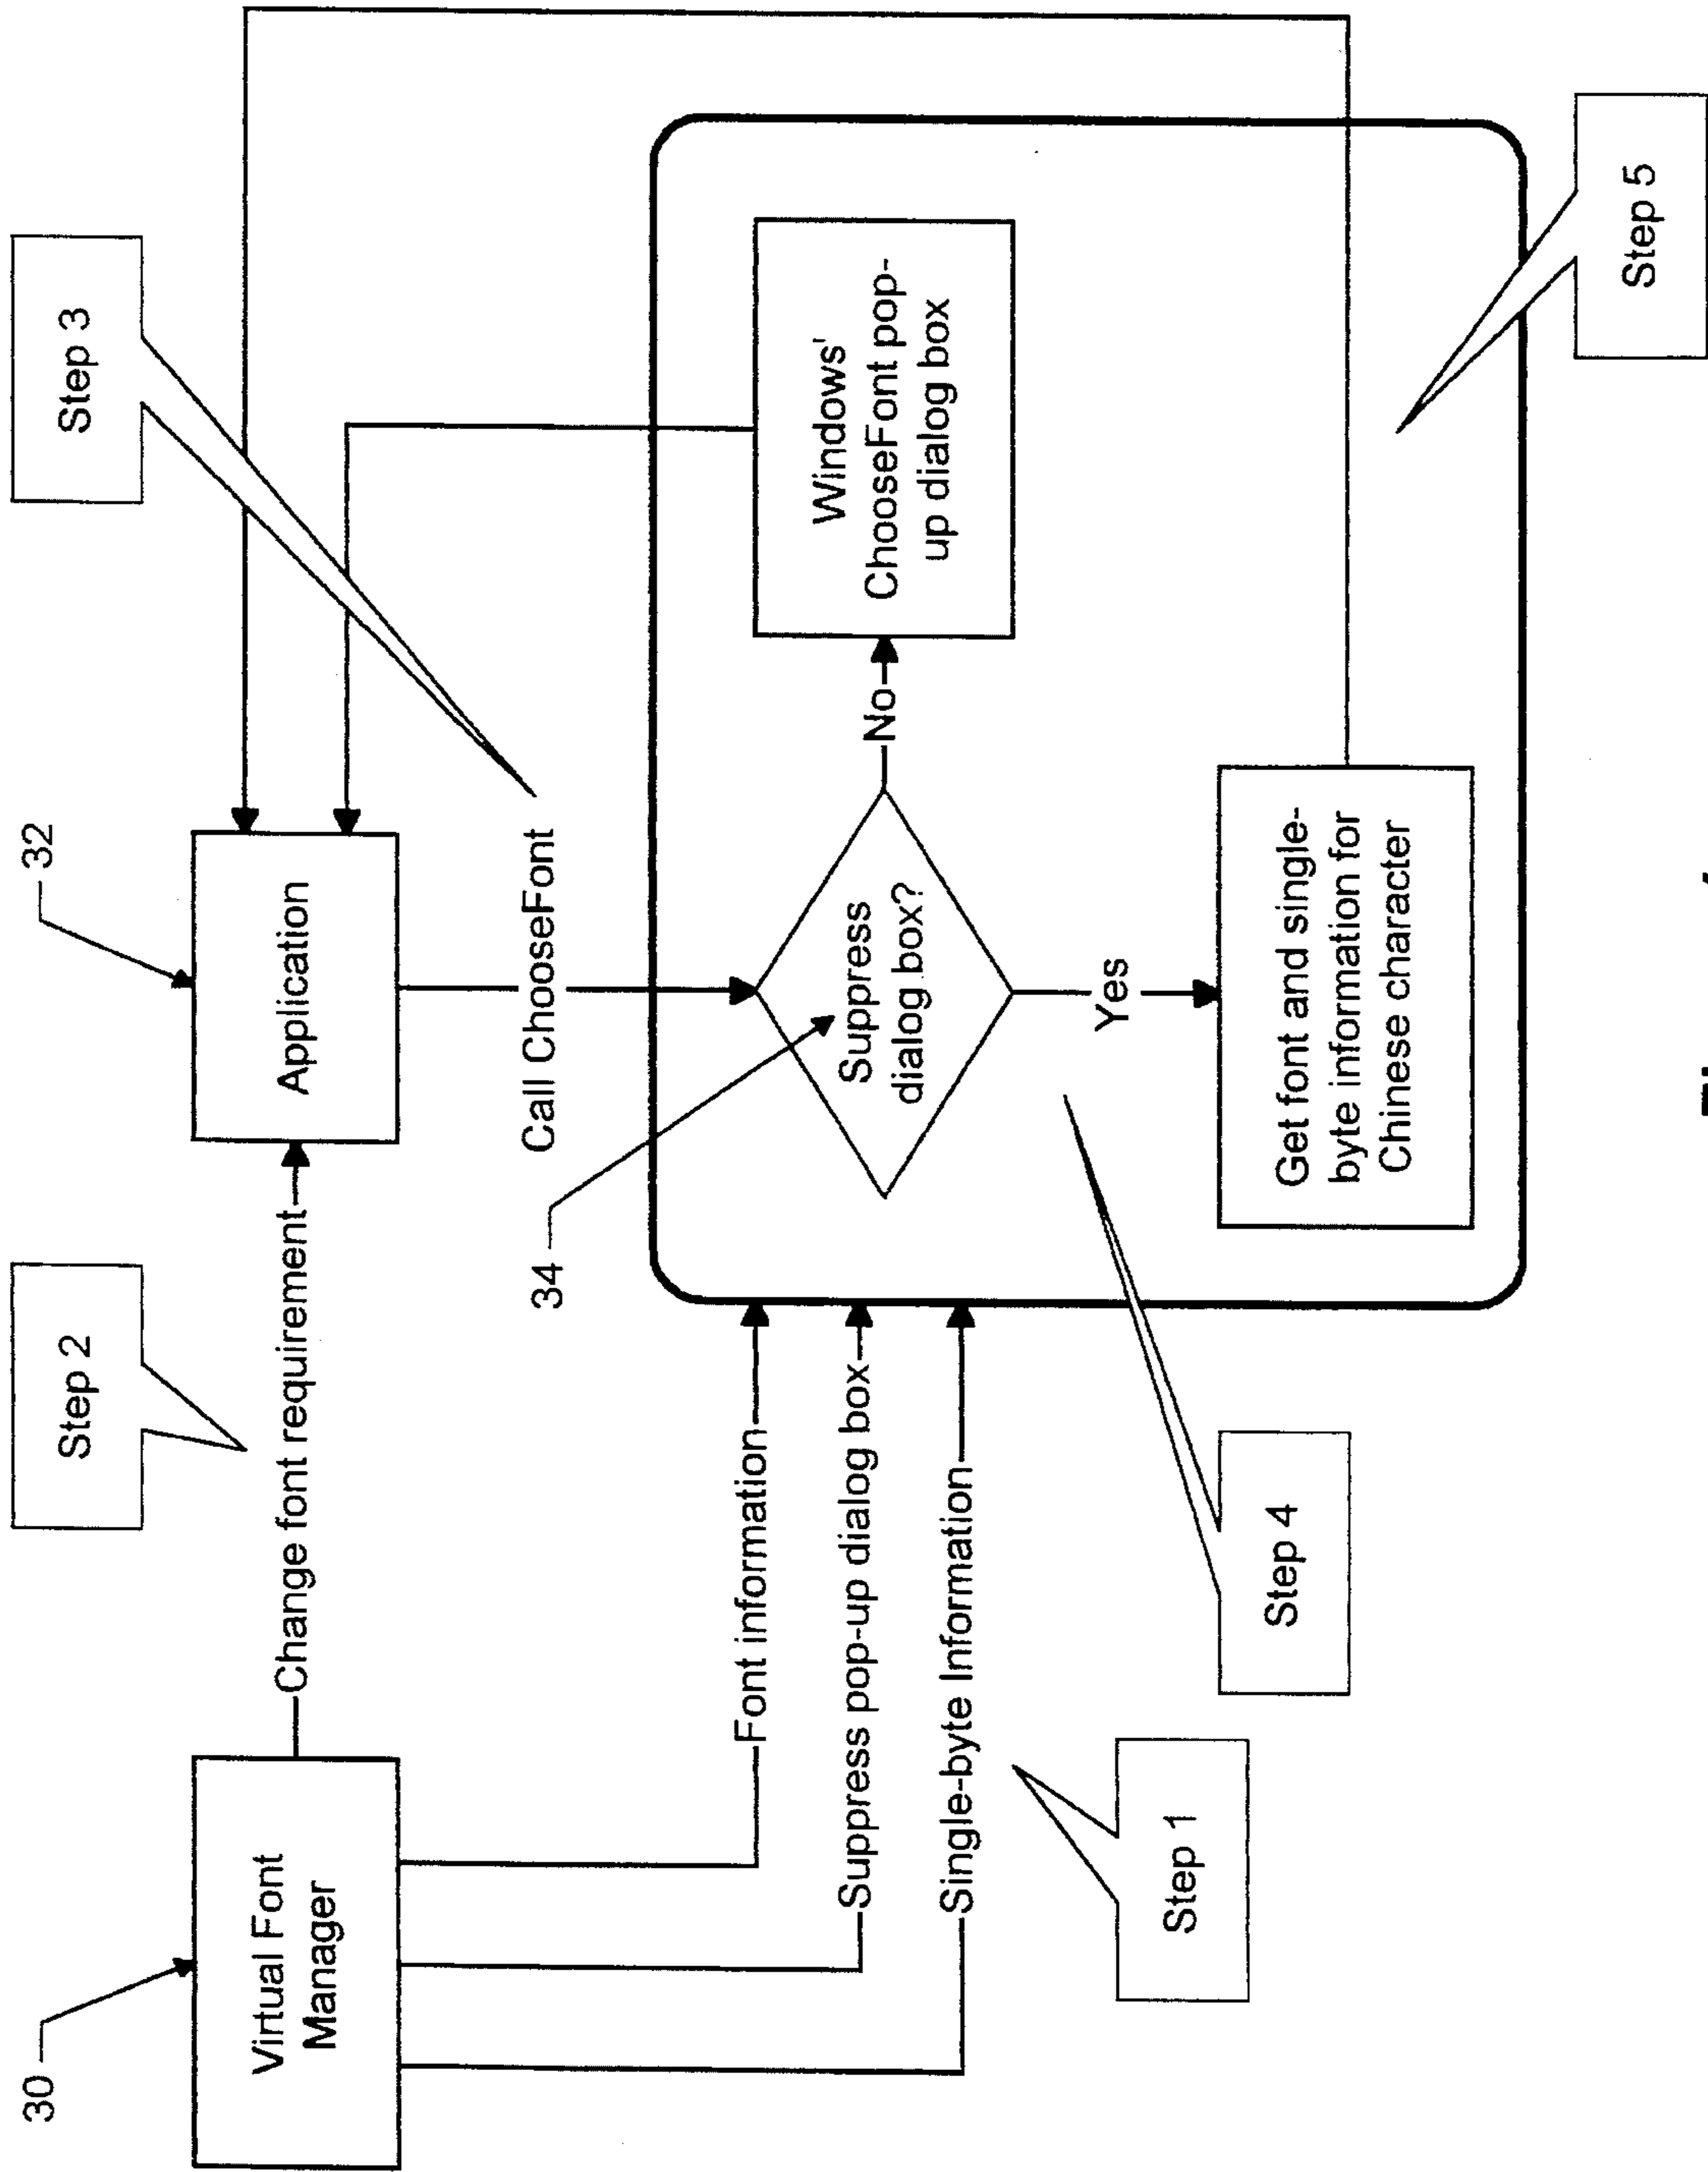 30
Virtual Font
Manager
Step 2
Change font requirement
32
Application
Step 3
Call ChooseFont
34
Font information
Suppress pop-up dialog box
Single-byte Information
Step 1
Suppress
dialog box?
No
Windows'
ChooseFont pop-
up dialog box
Yes
Step 4
Get font and single-
byte information for
Chinese character
Step 5